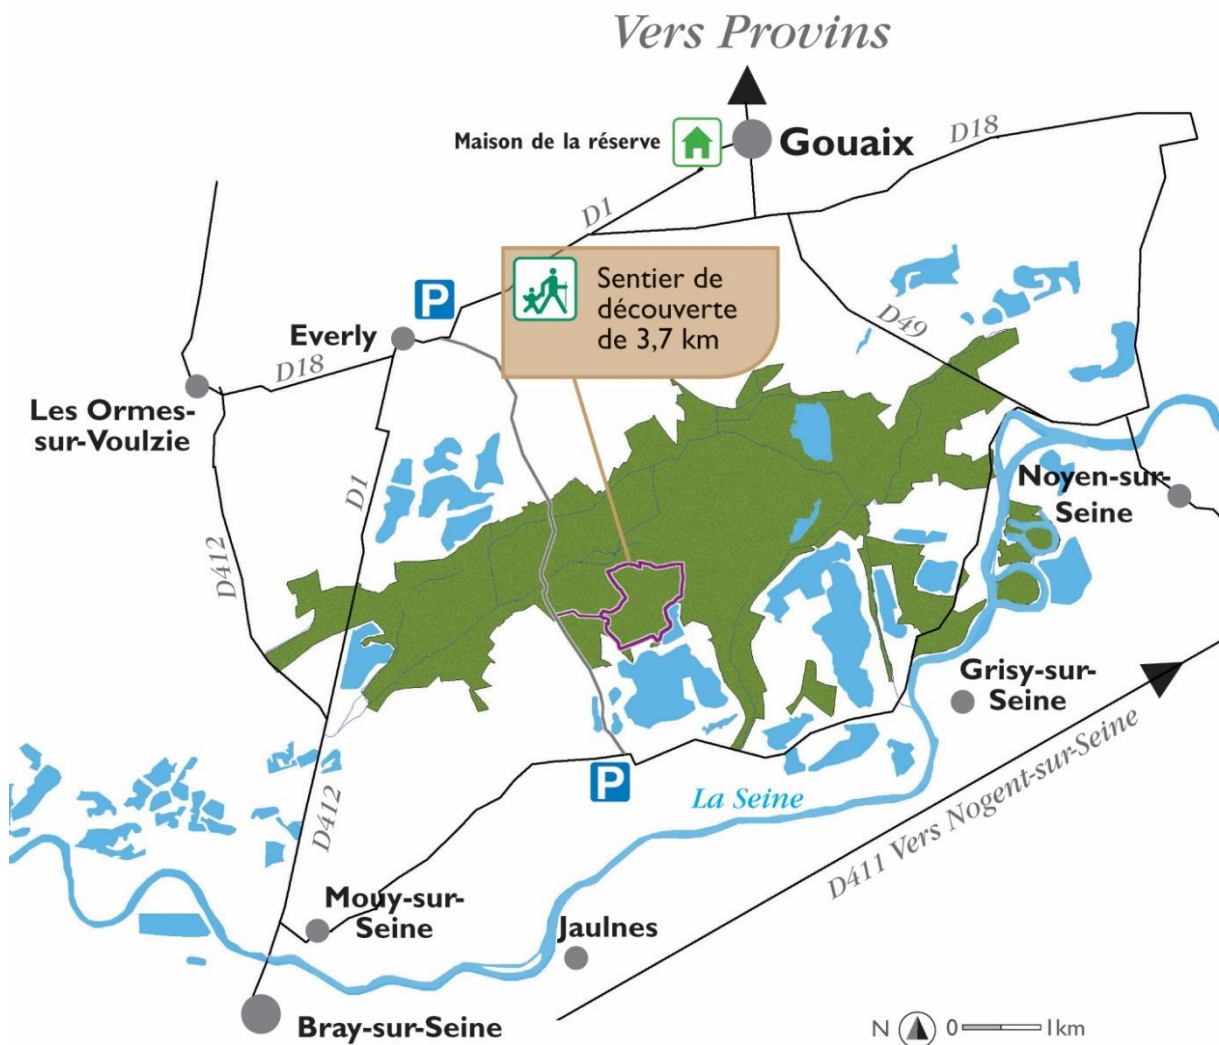 Vers Provins
Maison de la réserve
Gouaix
D18
D1
Sentier de
découverte
de 3,7 km
P
Everly
D18
D49
Les Ormes-
sur-Voulzie
D1
D412
Noyen-sur-
Seine
Grisy-sur-
Seine
P
La Seine
D412
D411 Vers Nogent-sur-Seine
Mouy-sur-
Seine
Jaulnes
Bray-sur-Seine
N 0 1km